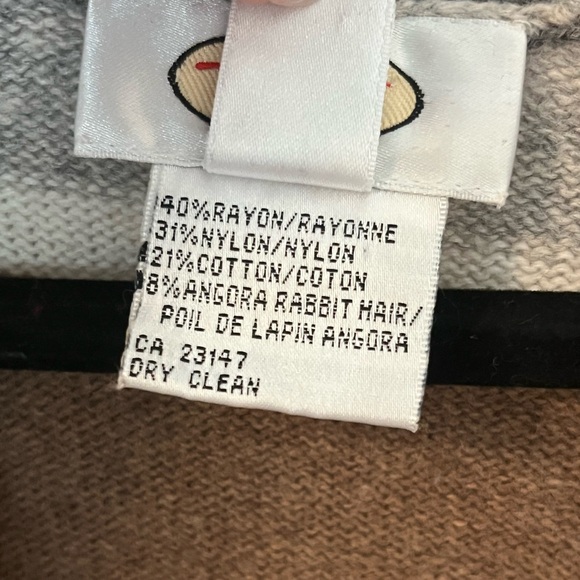 40%RAYON/RAYONNE
31%NYLON/NYLON
21%COTTON/COTON
8%ANGORA RABBIT HAIR/
POIL DE LAPIN ANGORA
CA 23147
DRY CLEAN